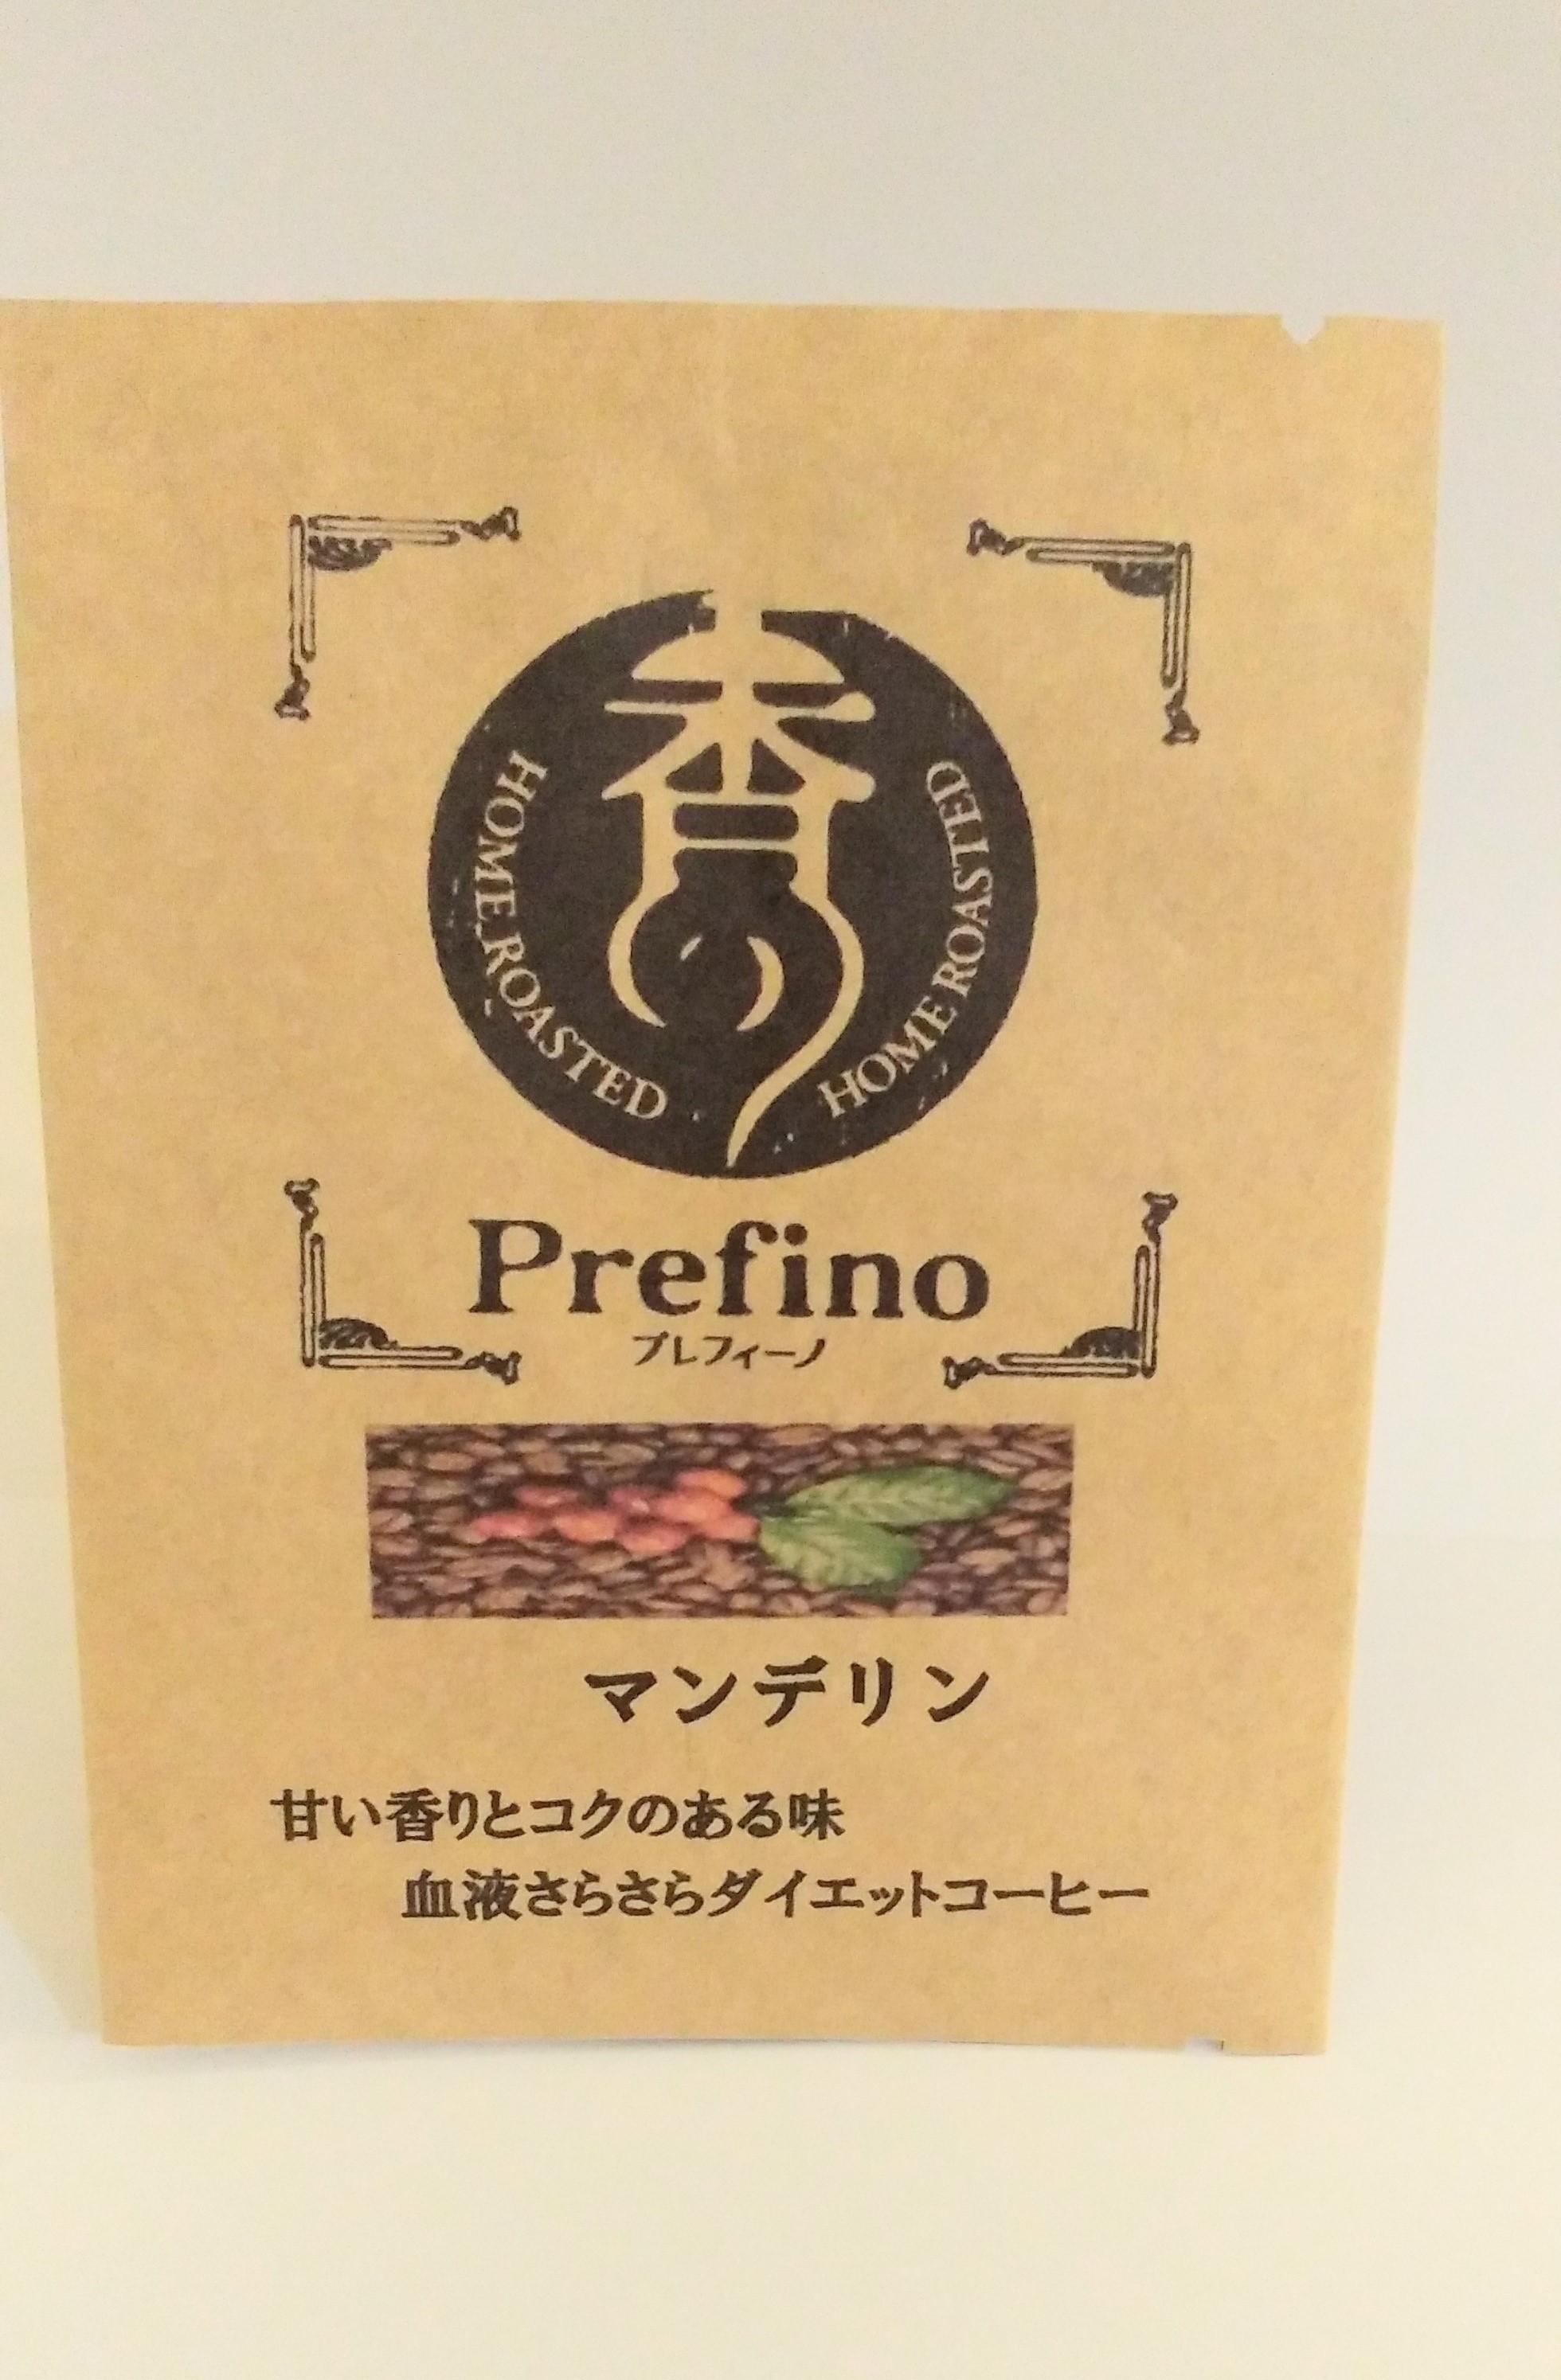 香
HOME ROASTED
HOME ROASTED
Prefino
プレフィーノ
マンデリン
甘い香りとコクのある味
血液さらさらダイエットコーヒー